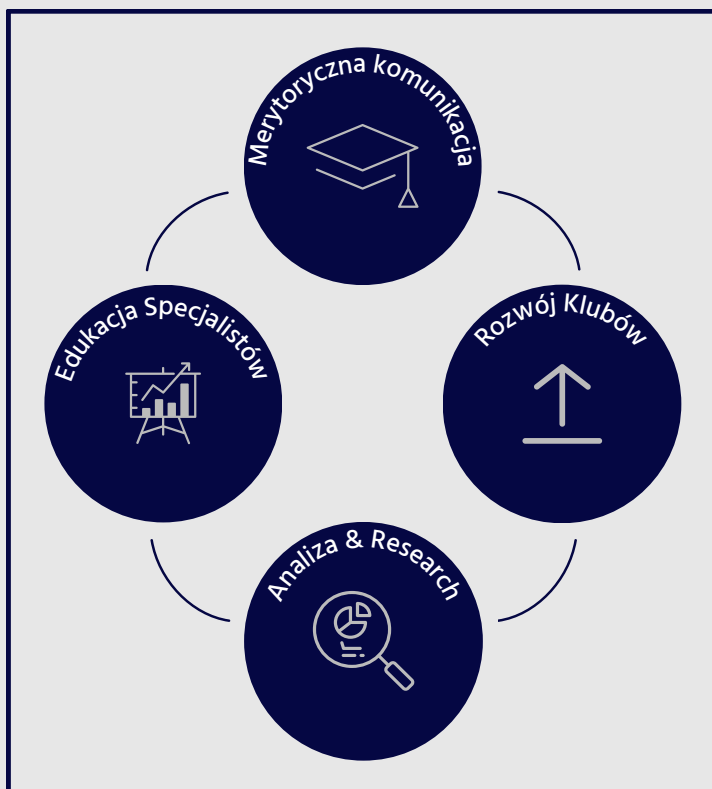 Merytoryczna komunikacja
Edukacja Specjalistów
Rozwój Klubów
Analiza & Research